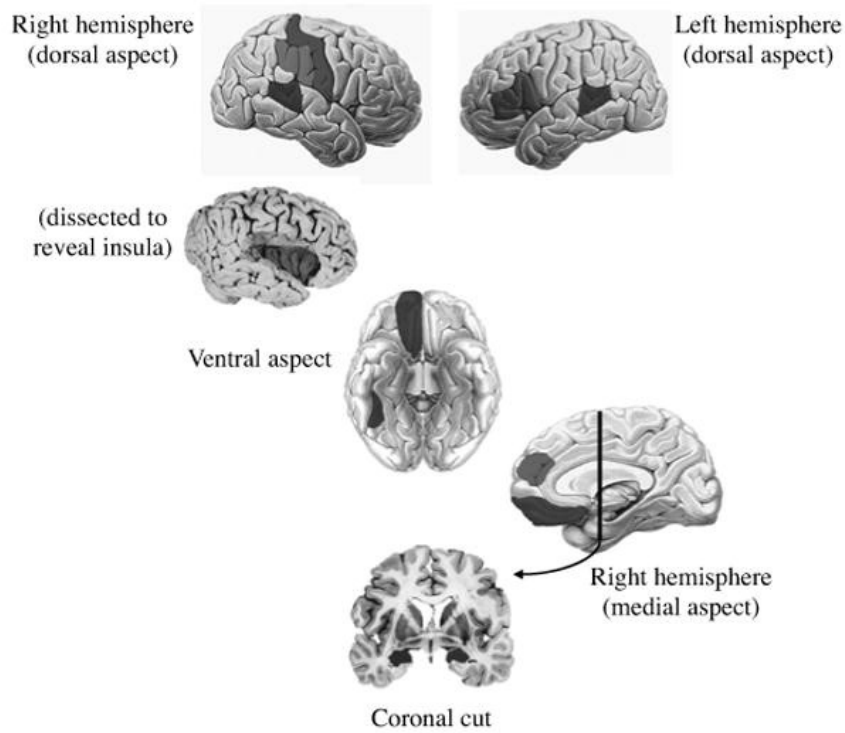 Right hemisphere
(dorsal aspect)
Left hemisphere
(dorsal aspect)
(dissected to
reveal insula)
Ventral aspect
Right hemisphere
(medial aspect)
Coronal cut